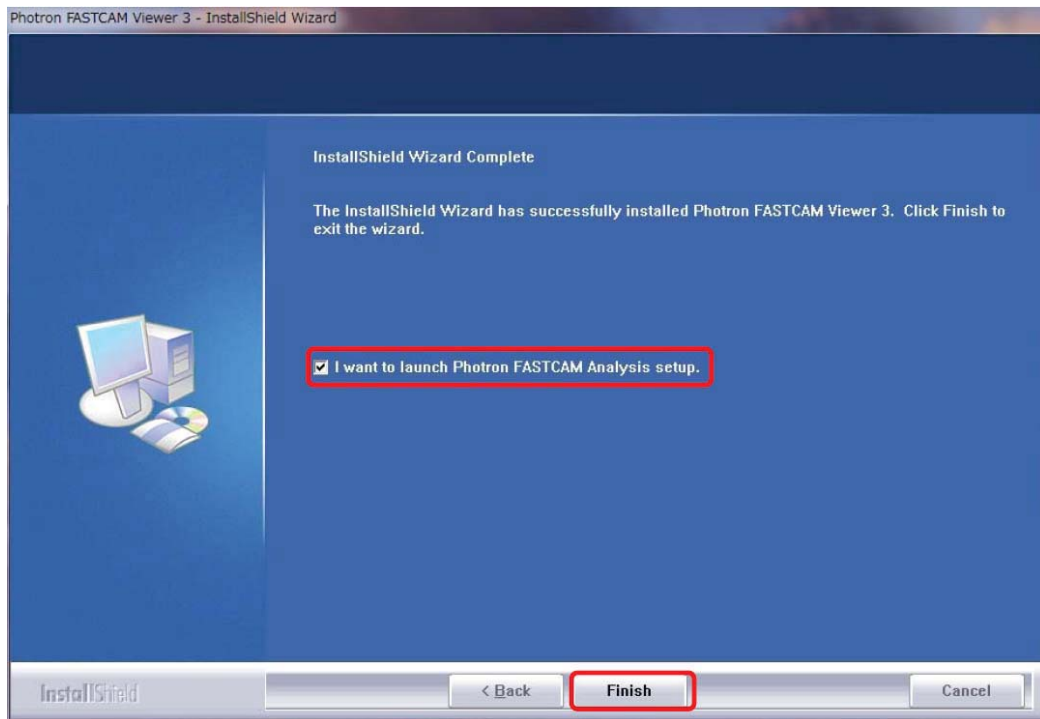 Photron FASTCAM Viewer 3 - InstallShield Wizard
InstallShield Wizard Complete
The InstallShield Wizard has successfully installed Photron FASTCAM Viewer 3. Click Finish to
exit the wizard.
I want to launch Photron FASTCAM Analysis setup.
InstallShield
< Back
Finish
Cancel